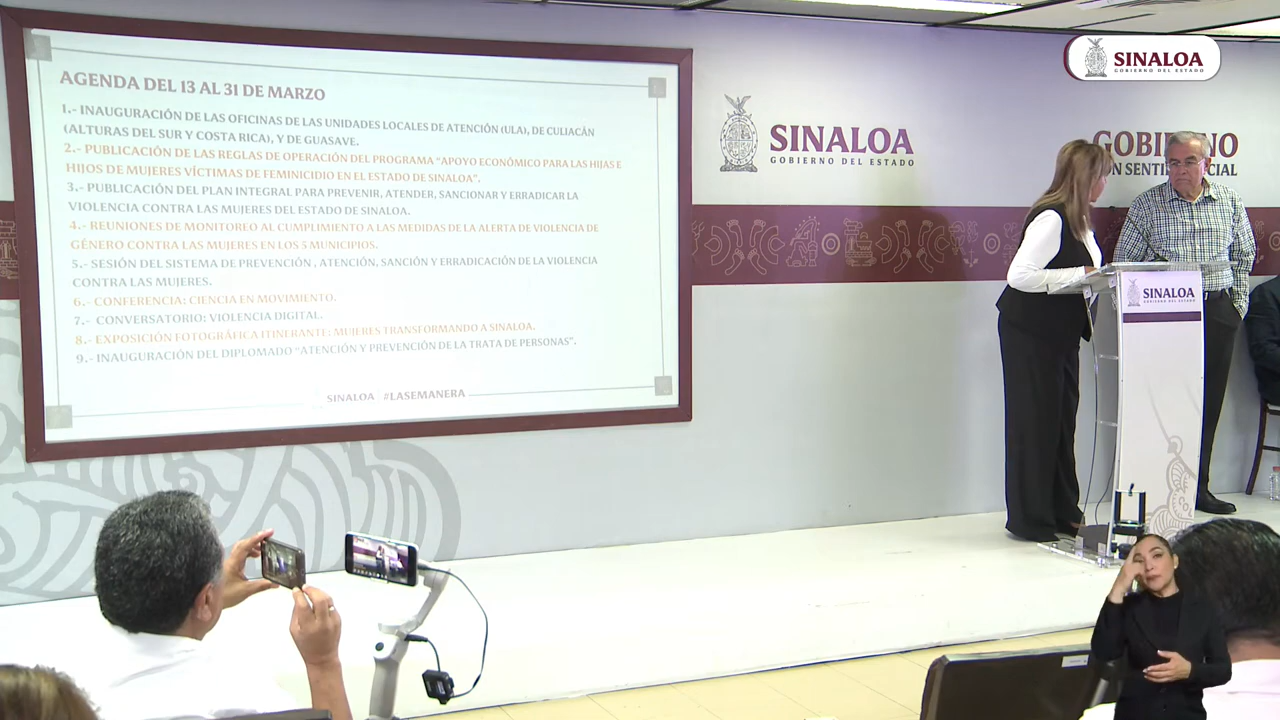 AGENDA DEL 13 AL 31 DE MARZO
1.- INAUGURACIÓN DE LAS OFICINAS DE LAS UNIDADES LOCALES DE ATENCIÓN (ULA), DE CULIACÁN
(ALTURAS DEL SUR Y COSTA RICA), Y DE GUASAVE.
2.- PUBLICACIÓN DE LAS REGLAS DE OPERACIÓN DEL PROGRAMA "APOYO ECONÓMICO PARA LAS HIJAS E
HIJOS DE MUJERES VÍCTIMAS DE FEMINICIDIO EN EL ESTADO DE SINALOA".
3.- PUBLICACIÓN DEL PLAN INTEGRAL PARA PREVENIR, ATENDER, SANCIONAR Y ERRADICAR LA
VIOLENCIA CONTRA LAS MUJERES DEL ESTADO DE SINALOA.
4.- REUNIONES DE MONITOREO AL CUMPLIMIENTO A LAS MEDIDAS DE LA ALERTA DE VIOLENCIA DE
GÉNERO CONTRA LAS MUJERES EN LOS 5 MUNICIPIOS.
5.- SESIÓN DEL SISTEMA DE PREVENCIÓN , ATENCIÓN, SANCIÓN Y ERRADICACIÓN DE LA VIOLENCIA
CONTRA LAS MUJERES.
6.- CONFERENCIA: CIENCIA EN MOVIMIENTO.
7.- CONVERSATORIO: VIOLENCIA DIGITAL.
8.- EXPOSICIÓN FOTOGRÁFICA ITINERANTE: MUJERES TRANSFORMANDO A SINALOA.
9.- INAUGURACIÓN DEL DIPLOMADO "ATENCIÓN Y PREVENCIÓN DE LA TRATA DE PERSONAS".
SINALOA #LASEMANERA
SINALOA
GOBIERNO DEL ESTADO
SINALOA
GOBIERNO DEL ESTADO
GOBIERNO
SINALOA
GOBIERNO DEL ESTADO